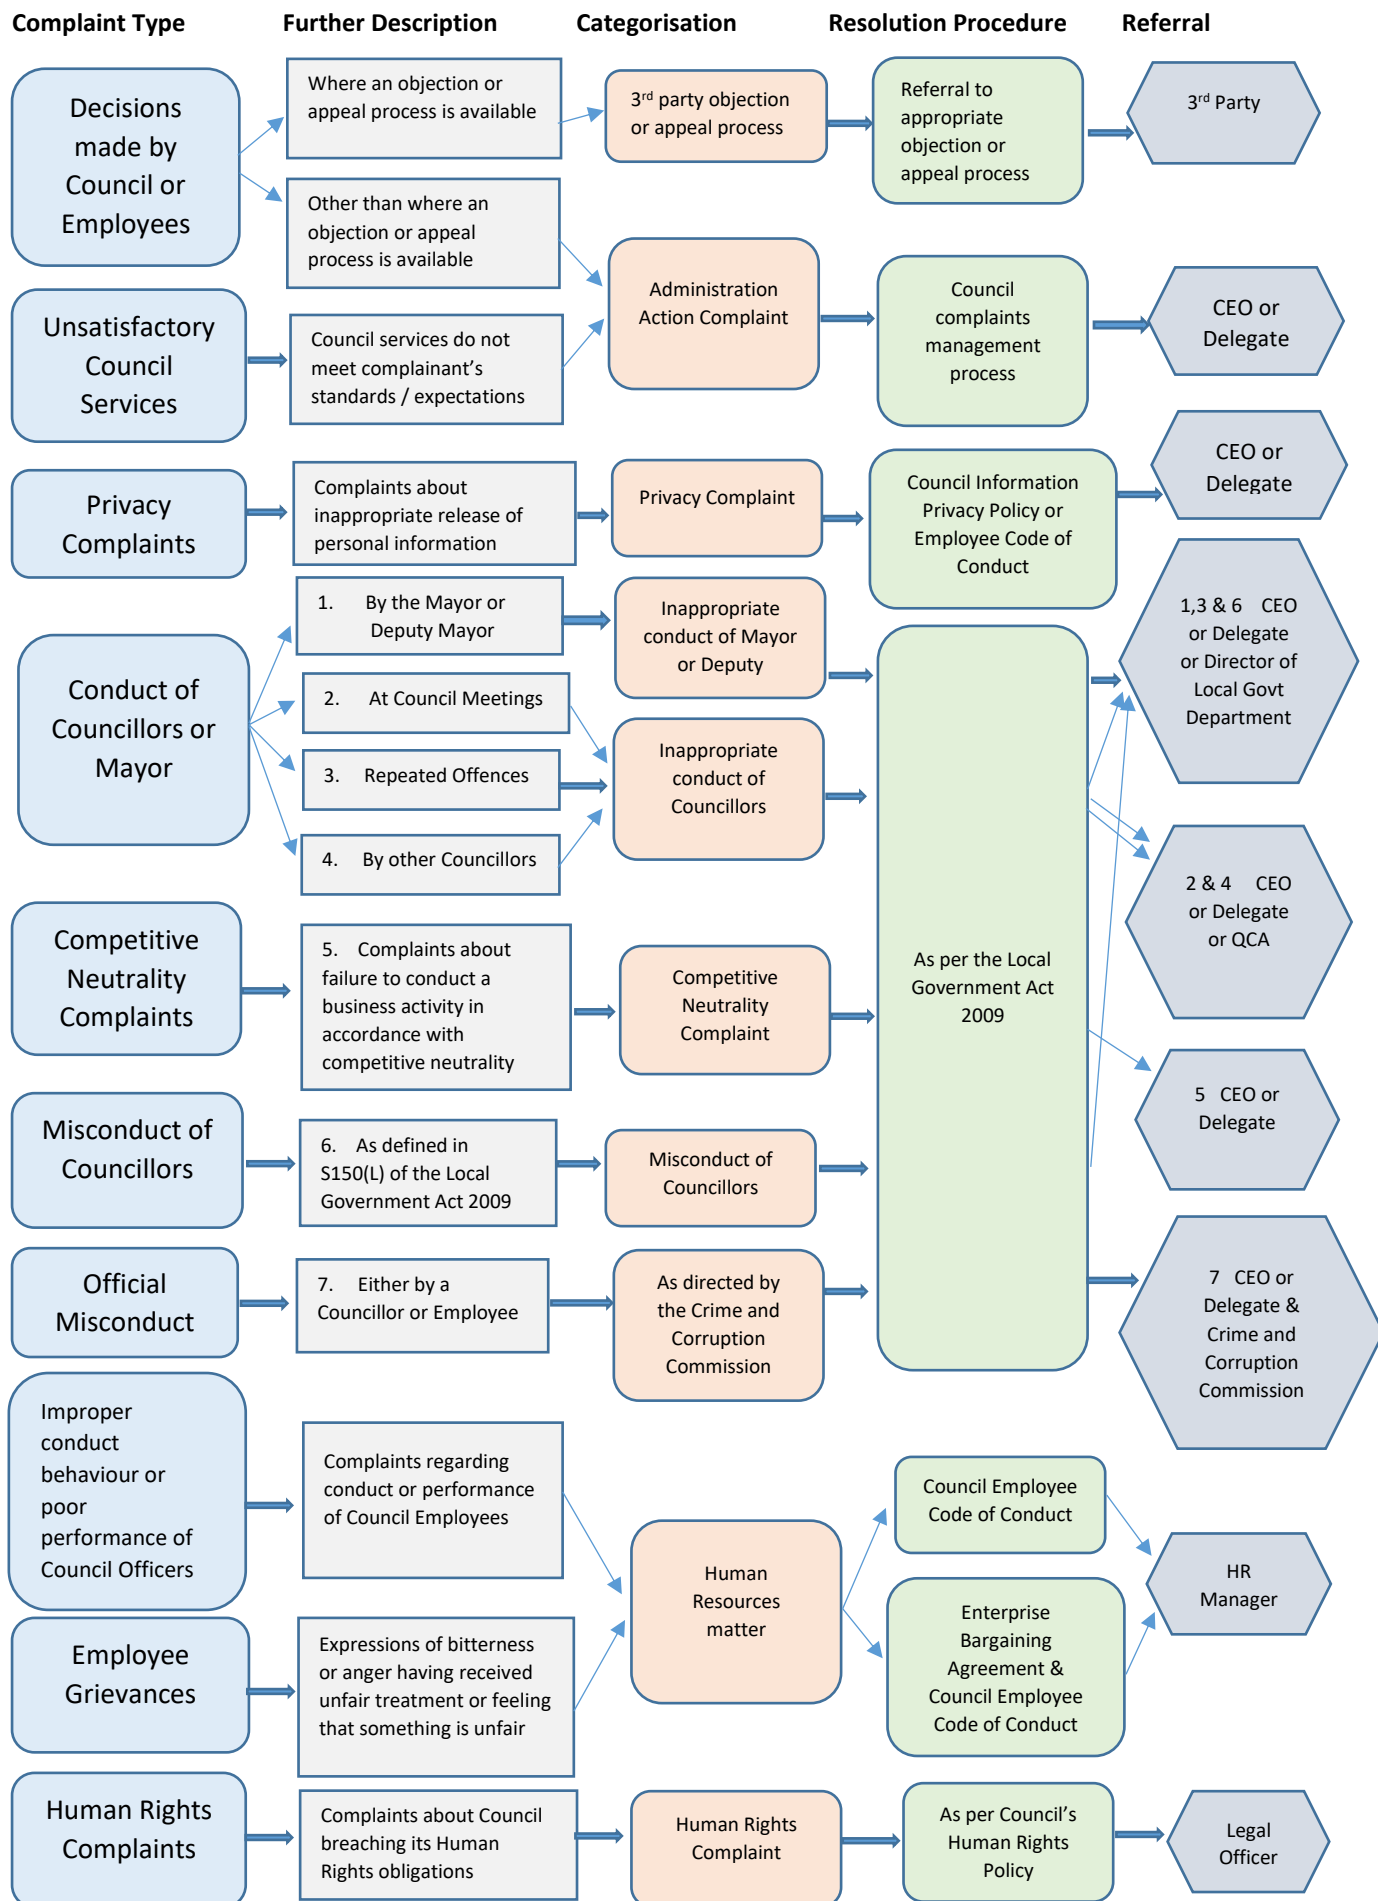 Complaint Type
Further Description
Categorisation
Resolution Procedure
Referral
Decisions
made by
Council or
Employees
Where an objection or
appeal process is available
3rd party objection
or appeal process
Referral to
appropriate
objection or
appeal process
3rd Party
Other than where an
objection or appeal
process is available
Administration
Action Complaint
Council
complaints
management
process
CEO or
Delegate
Unsatisfactory
Council
Services
Council services do not
meet complainant’s
standards / expectations
Privacy
Complaints
Complaints about
inappropriate release of
personal information
Privacy Complaint
Council Information
Privacy Policy or
Employee Code of
Conduct
CEO or
Delegate
Conduct of
Councillors or
Mayor
1. By the Mayor or
Deputy Mayor
2. At Council Meetings
3. Repeated Offences
4. By other Councillors
Inappropriate
conduct of Mayor
or Deputy
Inappropriate
conduct of
Councillors
As per the Local
Government Act
2009
1,3 & 6 CEO
or Delegate
or Director of
Local Govt
Department
2 & 4 CEO
or Delegate
or QCA
Competitive
Neutrality
Complaints
5. Complaints about
failure to conduct a
business activity in
accordance with
competitive neutrality
Competitive
Neutrality
Complaint
5 CEO or
Delegate
Misconduct of
Councillors
6. As defined in
S150(L) of the Local
Government Act 2009
Misconduct of
Councillors
Official
Misconduct
7. Either by a
Councillor or Employee
As directed by
the Crime and
Corruption
Commission
7 CEO or
Delegate &
Crime and
Corruption
Commission
Improper
conduct
behaviour or
poor
performance of
Council Officers
Complaints regarding
conduct or performance
of Council Employees
Human
Resources
matter
Council Employee
Code of Conduct
Enterprise
Bargaining
Agreement &
Council Employee
Code of Conduct
HR
Manager
Employee
Grievances
Expressions of bitterness
or anger having received
unfair treatment or feeling
that something is unfair
Human Rights
Complaints
Complaints about Council
breaching its Human
Rights obligations
Human Rights
Complaint
As per Council’s
Human Rights
Policy
Legal
Officer